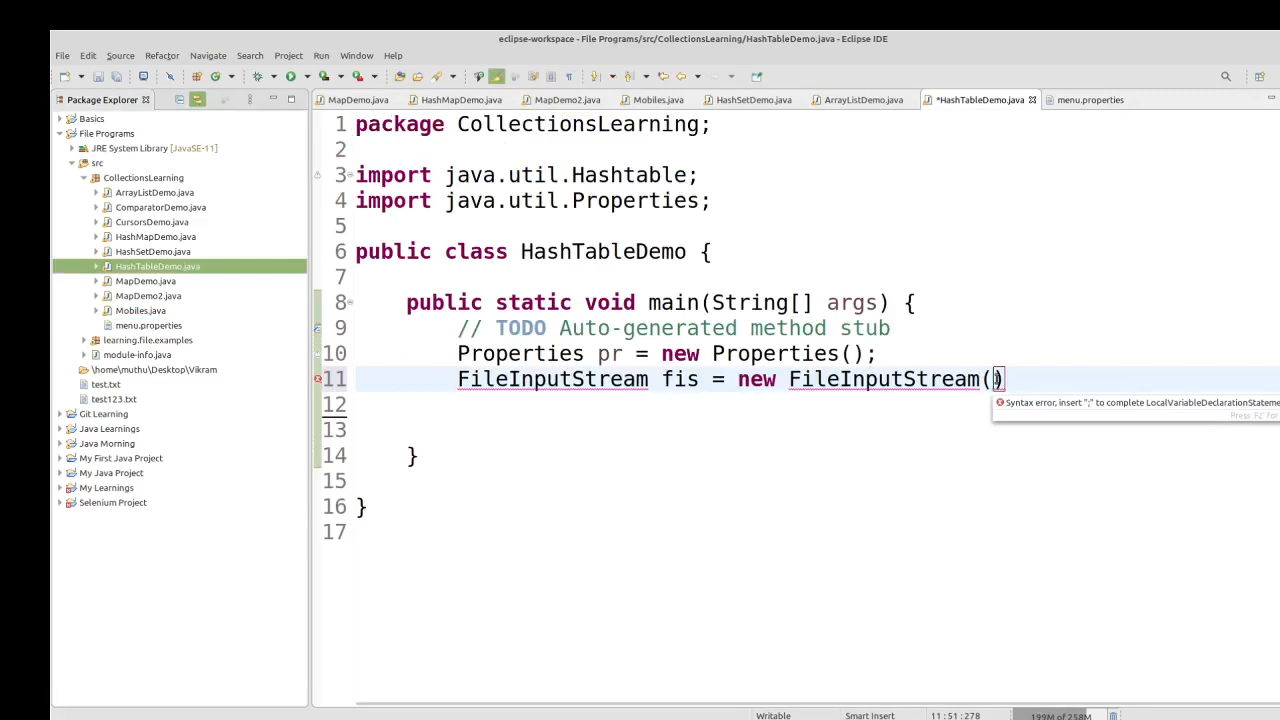 eclipse-workspace - File Programs/src/CollectionsLearning/HashTableDemo.java - Eclipse IDE
File Edit Source Refactor Navigate Search Project Run Window Help
Package Explorer
MapDemo.java HashMapDemo.java MapDemo2.java Mobiles.java HashSetDemo.java ArrayListDemo.java *HashTableDemo.java menu.properties
Basics
File Programs
JRE System Library [JavaSE-11]
src
CollectionsLearning
ArrayListDemo.java
ComparatorDemo.java
CursorsDemo.java
HashMapDemo.java
HashSetDemo.java
HashTableDemo.java
MapDemo.java
MapDemo2.java
Mobiles.java
menu.properties
learning.file.examples
module-info.java
\home\muthu\Desktop\Vikram
test.txt
test123.txt
Git Learning
Java Learnings
Java Morning
My First Java Project
My Java Project
My Learnings
Selenium Project
1 package CollectionsLearning;
2
3 import java.util.Hashtable;
4 import java.util.Properties;
5
6 public class HashTableDemo {
7
8 public static void main(String[] args) {
9 // TODO Auto-generated method stub
10 Properties pr = new Properties();
11 FileInputStream fis = new FileInputStream()
12
13
14 }
15
16 }
17
Syntax error, insert ";" to complete LocalVariableDeclarationStateme
Press 'F2' for
Writable Smart Insert 11:51:278 199M of 258M